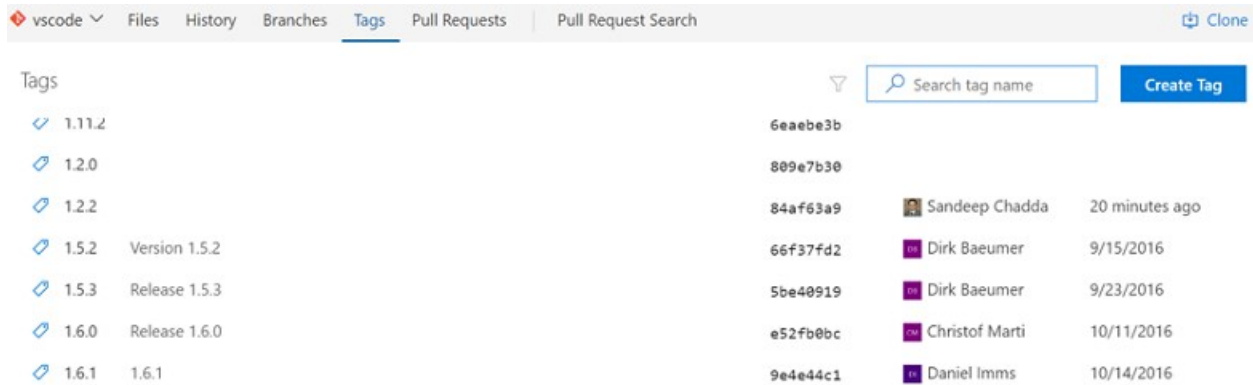 vscode Files History Branches Tags Pull Requests Pull Request Search Clone
Tags Search tag name Create Tag
1.11.2 6eaebe3b
1.2.0 809e7b30
1.2.2 84af63a9 Sandeep Chadda 20 minutes ago
1.5.2 Version 1.5.2 66f37fd2 Dirk Baeumer 9/15/2016
1.5.3 Release 1.5.3 5be40919 Dirk Baeumer 9/23/2016
1.6.0 Release 1.6.0 e52fb0bc CM Christof Marti 10/11/2016
1.6.1 1.6.1 9e4e44c1 Daniel Imms 10/14/2016